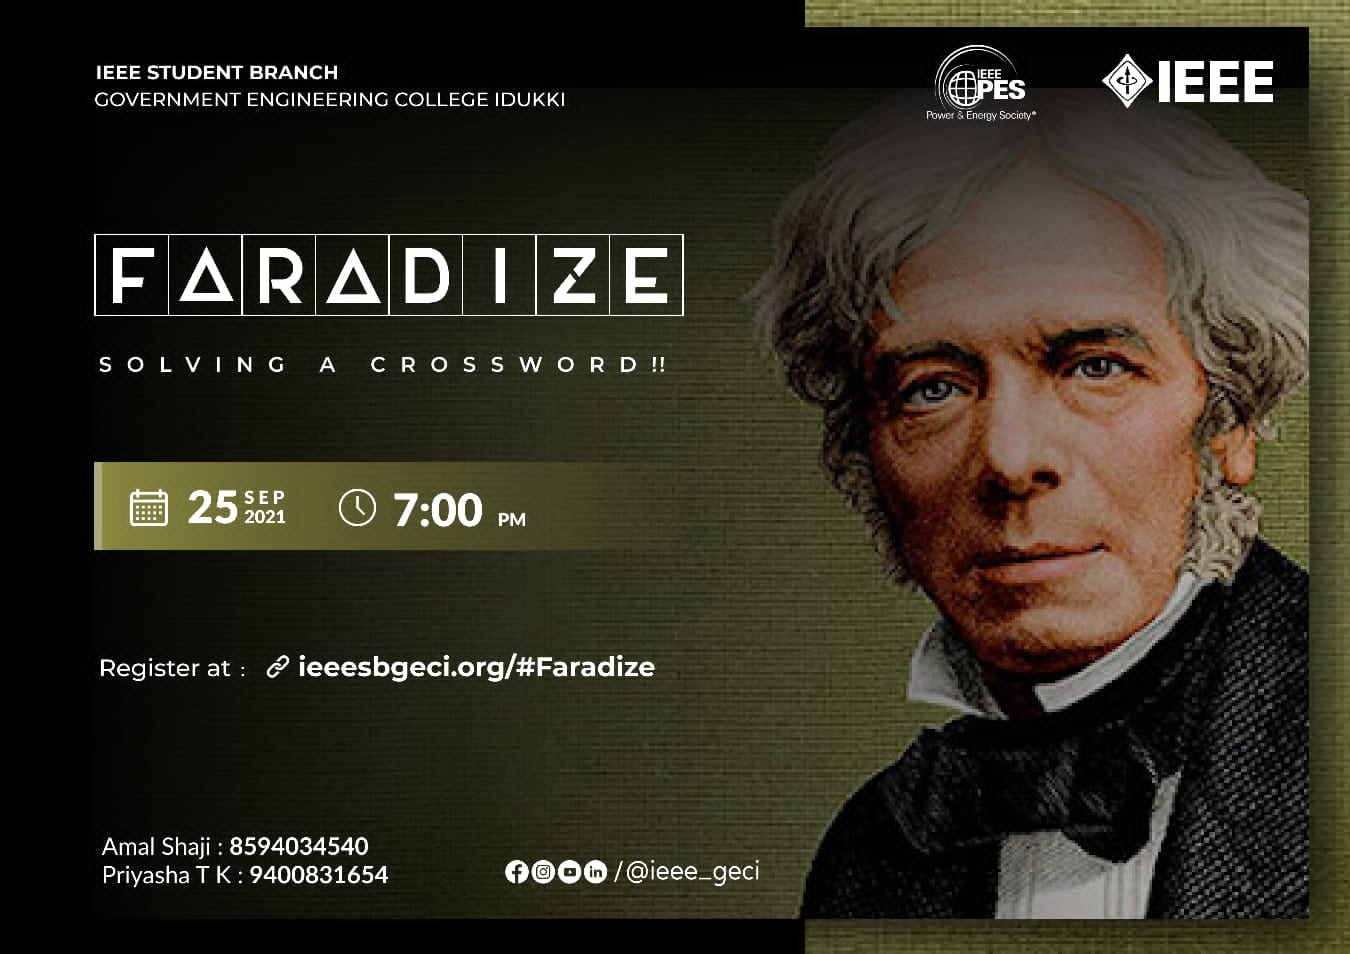 IEEE STUDENT BRANCH
GOVERNMENT ENGINEERING COLLEGE IDUKKI
IEEE
PES
Power & Energy Society®
IEEE
FARADIZE
SOLVING A CROSSWORD!!
25 SEP 2021
7:00 PM
Register at : ieeesbgeci.org/#Faradize
Amal Shaji : 8594034540
Priyasha T K : 9400831654
/@ieee_geci